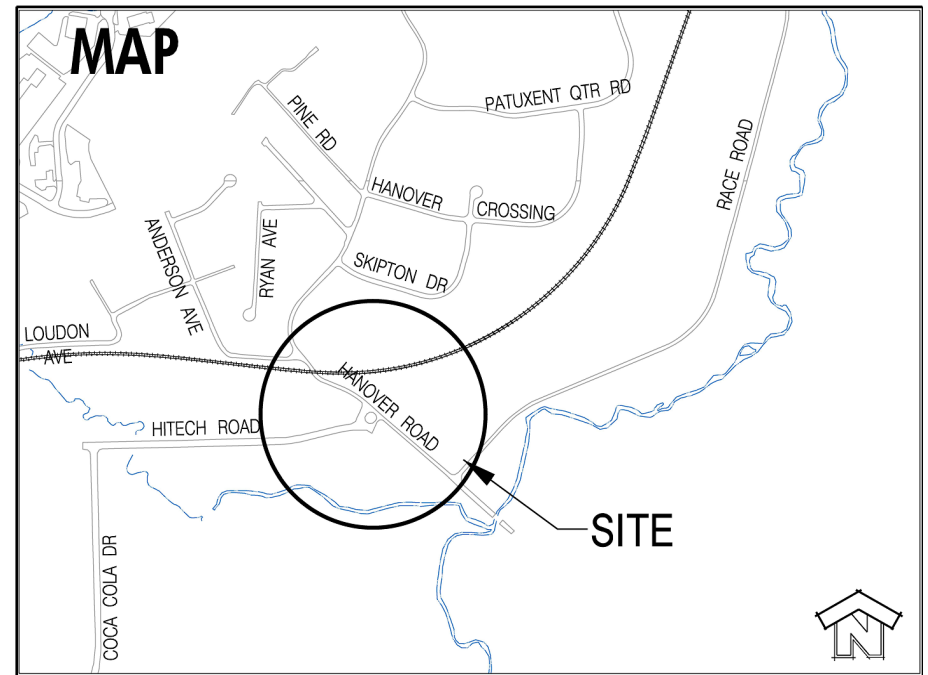 MAP
PATUXENT QTR RD
PINE RD
RACE ROAD
HANOVER CROSSING
ANDERSON AVE
RYAN AVE
SKIPTON DR
LOUDON
AVE
HANOVER ROAD
HITECH ROAD
SITE
COCA COLA DR
N